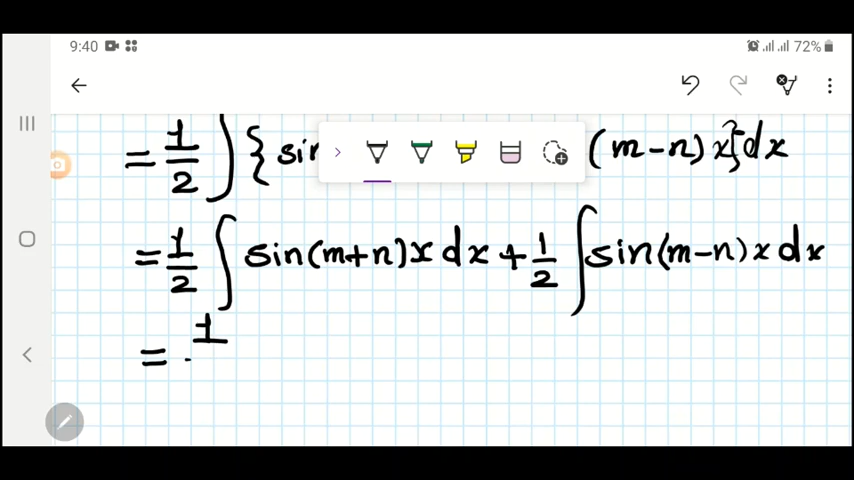 9:40 72%
= 1/2 ∫ {sin (m-n)x}dx
= 1/2 ∫ sin(m+n)x dx + 1/2 ∫ sin(m-n)x dx
= 1